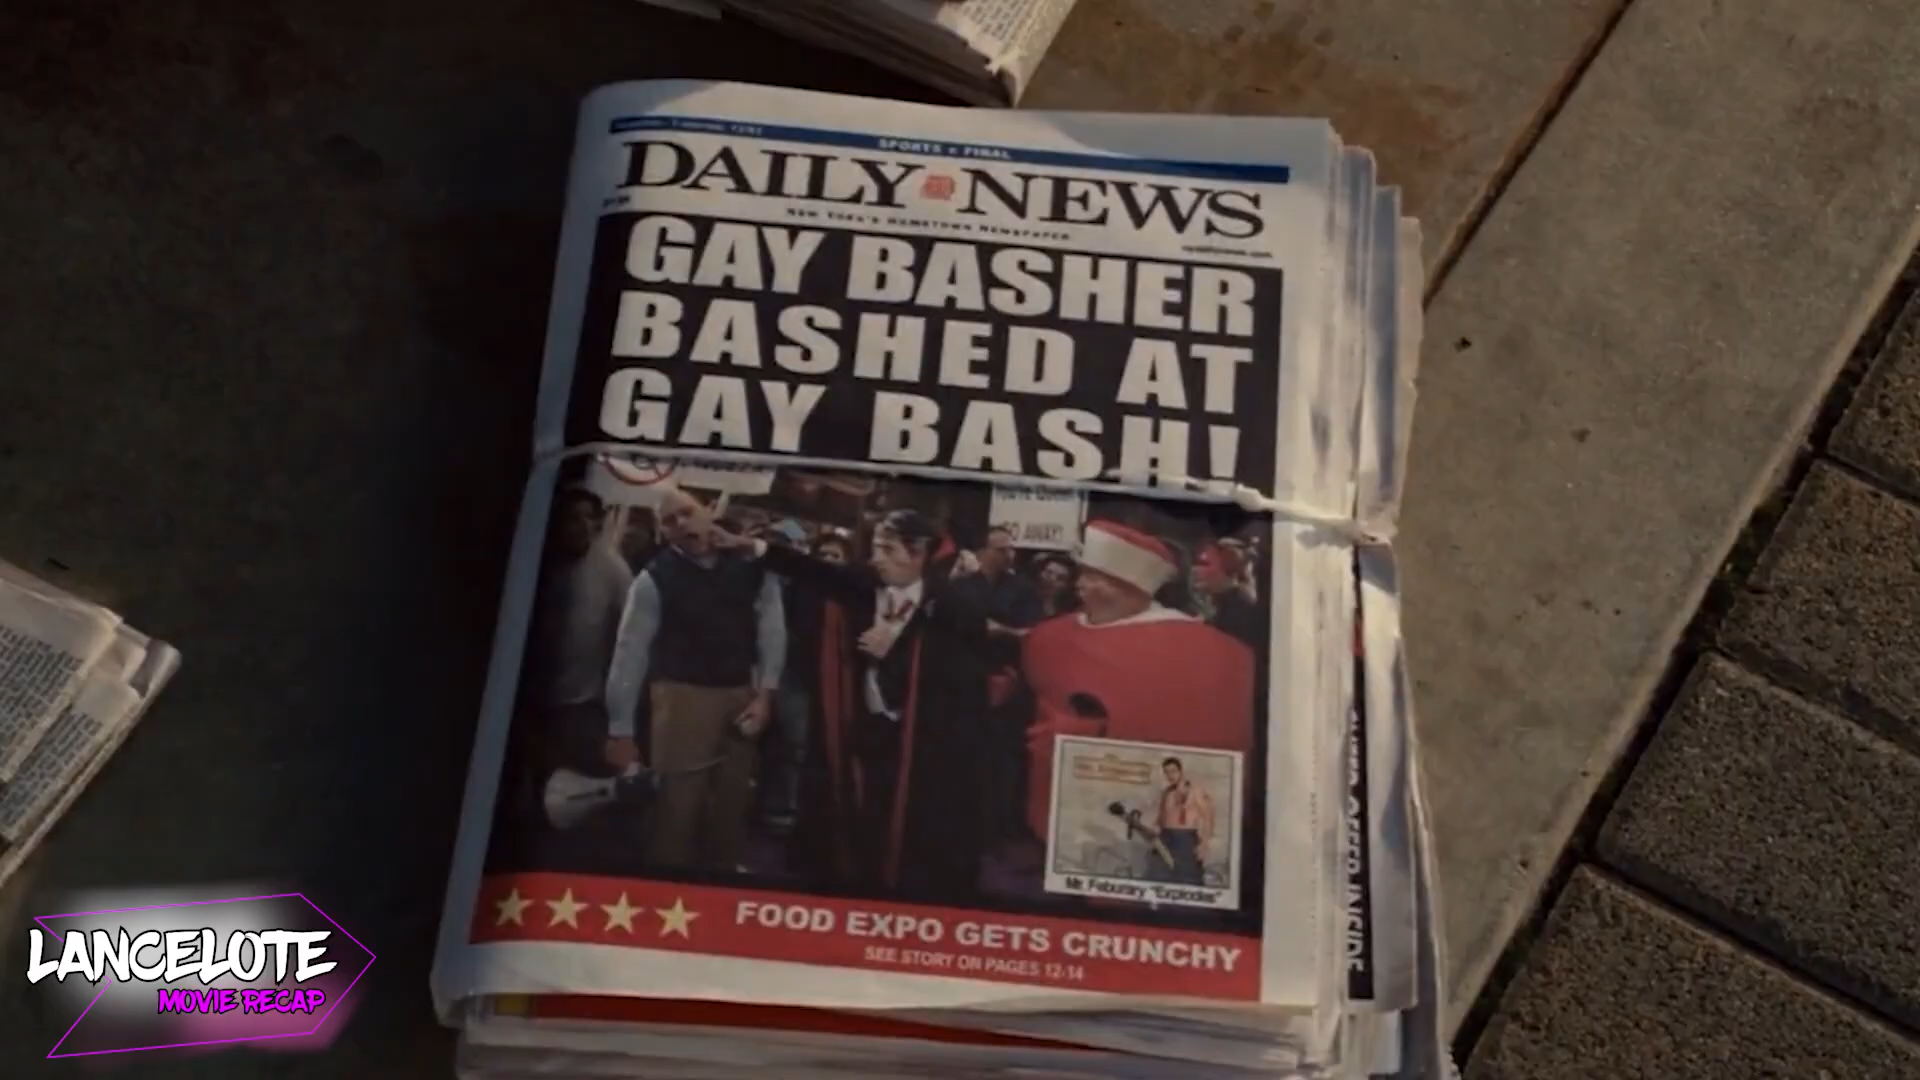 SPORTS ★ FINAL
DAILY NEWS
NEW YORK'S HOMETOWN NEWSPAPER
GAY BASHER
BASHED AT
GAY BASH!
GO AWAY!
Mr. Feburary "Explodes"
FOOD EXPO GETS CRUNCHY
SEE STORY ON PAGES 12-14
LANCELOTE
MOVIE RECAP